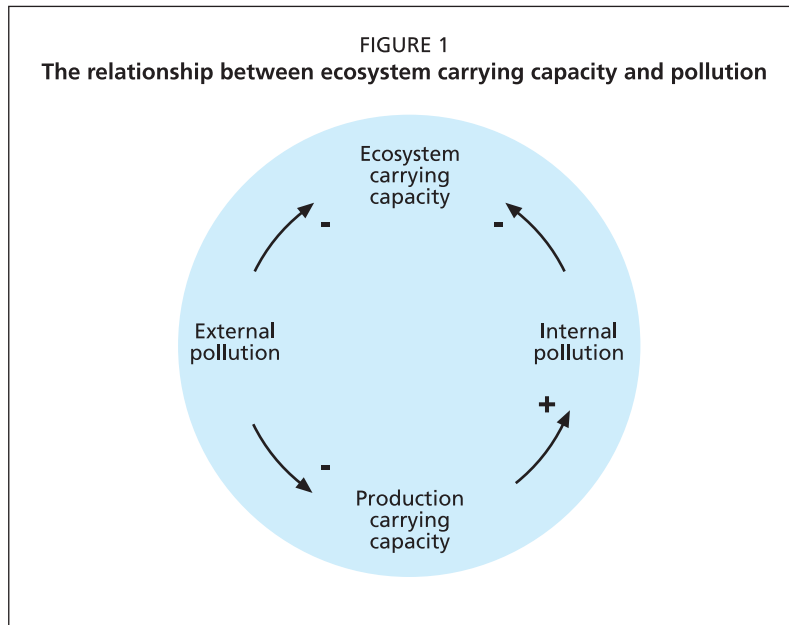 FIGURE 1
The relationship between ecosystem carrying capacity and pollution
Ecosystem
carrying
capacity
-
-
External
pollution
Internal
pollution
+
-
Production
carrying
capacity